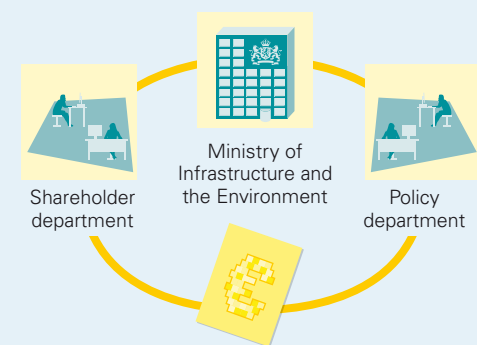 Ministry of
Infrastructure and
the Environment
Shareholder
department
Policy
department
€